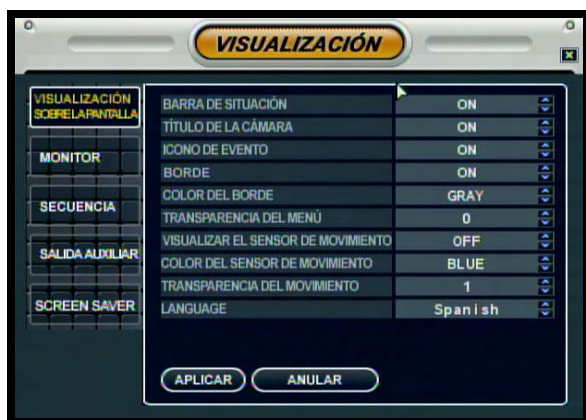 VISUALIZACIÓN
VISUALIZACIÓN
SOBRE LA PANTALLA
MONITOR
SECUENCIA
SALIDA AUXILIAR
SCREEN SAVER
BARRA DE SITUACIÓN ON
TÍTULO DE LA CÁMARA ON
ICONO DE EVENTO ON
BORDE ON
COLOR DEL BORDE GRAY
TRANSPARENCIA DEL MENÚ 0
VISUALIZAR EL SENSOR DE MOVIMIENTO OFF
COLOR DEL SENSOR DE MOVIMIENTO BLUE
TRANSPARENCIA DEL MOVIMIENTO 1
LANGUAGE Spanish
APLICAR ANULAR